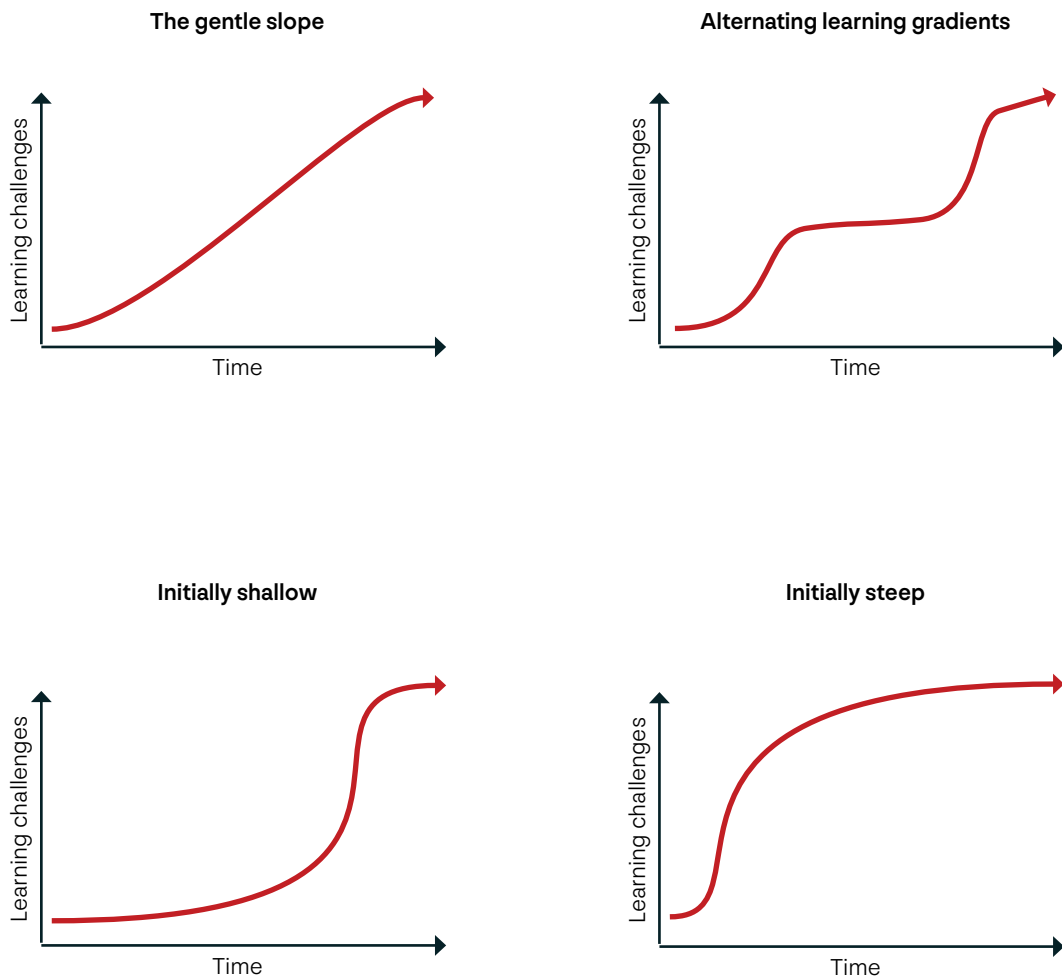 The gentle slope
Learning challenges
Time
Alternating learning gradients
Learning challenges
Time
Initially shallow
Learning challenges
Time
Initially steep
Learning challenges
Time